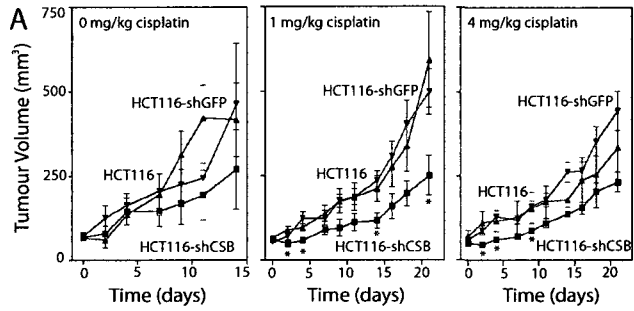 A
0 mg/kg cisplatin
1 mg/kg cisplatin
4 mg/kg cisplatin
Tumour Volume (mm³)
750
500
250
0
HCT116-shGFP
HCT116
HCT116-shCSB
HCT116-shGFP
HCT116
HCT116-shCSB
* * * *
HCT116-shGFP
HCT116
HCT116-shCSB
* * *
0 5 10 15
0 5 10 15 20
0 5 10 15 20
Time (days)
Time (days)
Time (days)